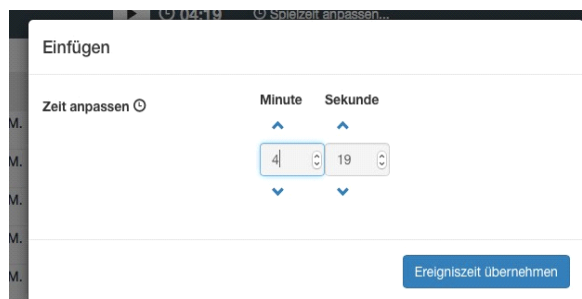 04:19 Spielzeit anpassen...
Einfügen
Zeit anpassen
Minute Sekunde
4 19
M.
M.
M.
M.
M.
Ereigniszeit übernehmen